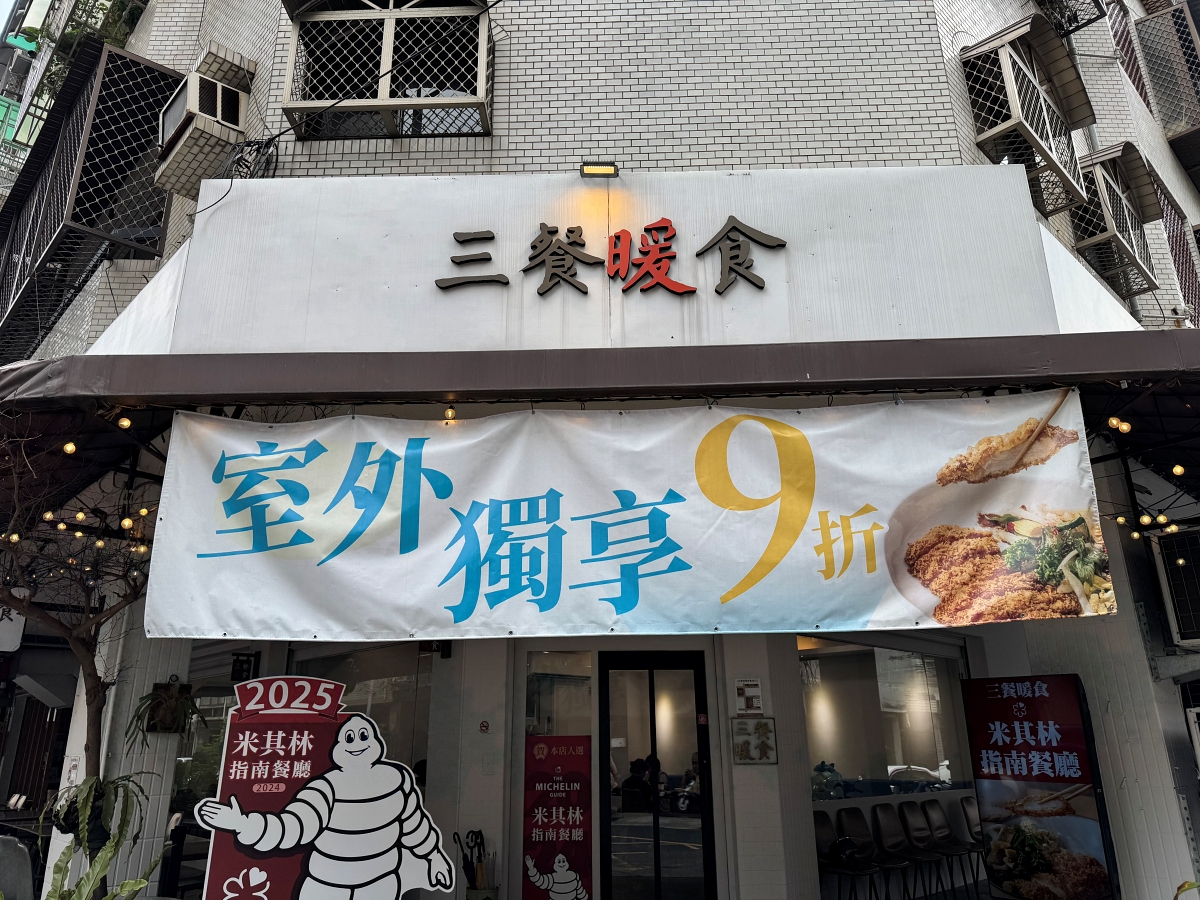 三餐暖食
室外獨享9折
2025
米其林
指南餐廳
2024
本店入選
THE
MICHELIN
GUIDE
米其林
指南餐廳
三餐
暖食
三餐暖食
米其林
指南餐廳